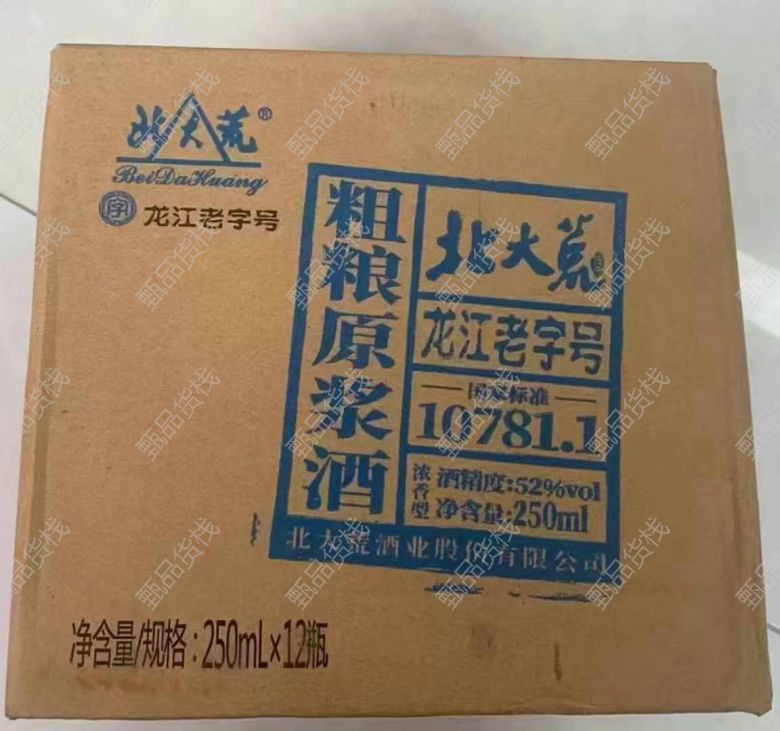 北大荒®
BeiDaHuang
字 龙江老字号
粗粮原浆酒
北大荒
龙江老字号
国家标准
10781.1
浓香型
酒精度:52%vol
净含量:250ml
北大荒酒业股份有限公司
净含量/规格:250mL×12瓶
甄品货栈